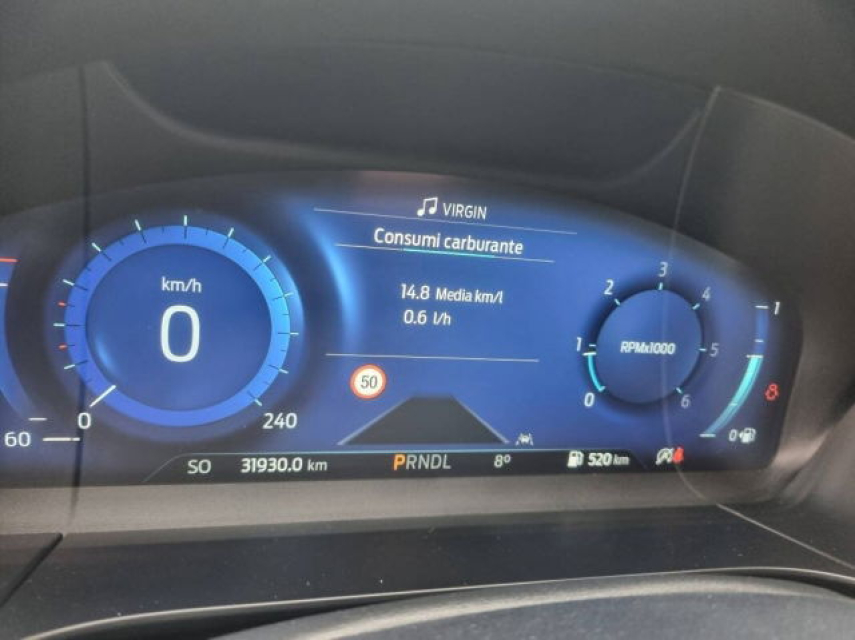 VIRGIN
Consumi carburante
14.8 Media km/l
0.6 l/h
km/h
0
0
240
50
3
2
4
1
5
0
6
RPMx1000
1
0
60
SO
31930.0 km
PRNDL
8°
520 km